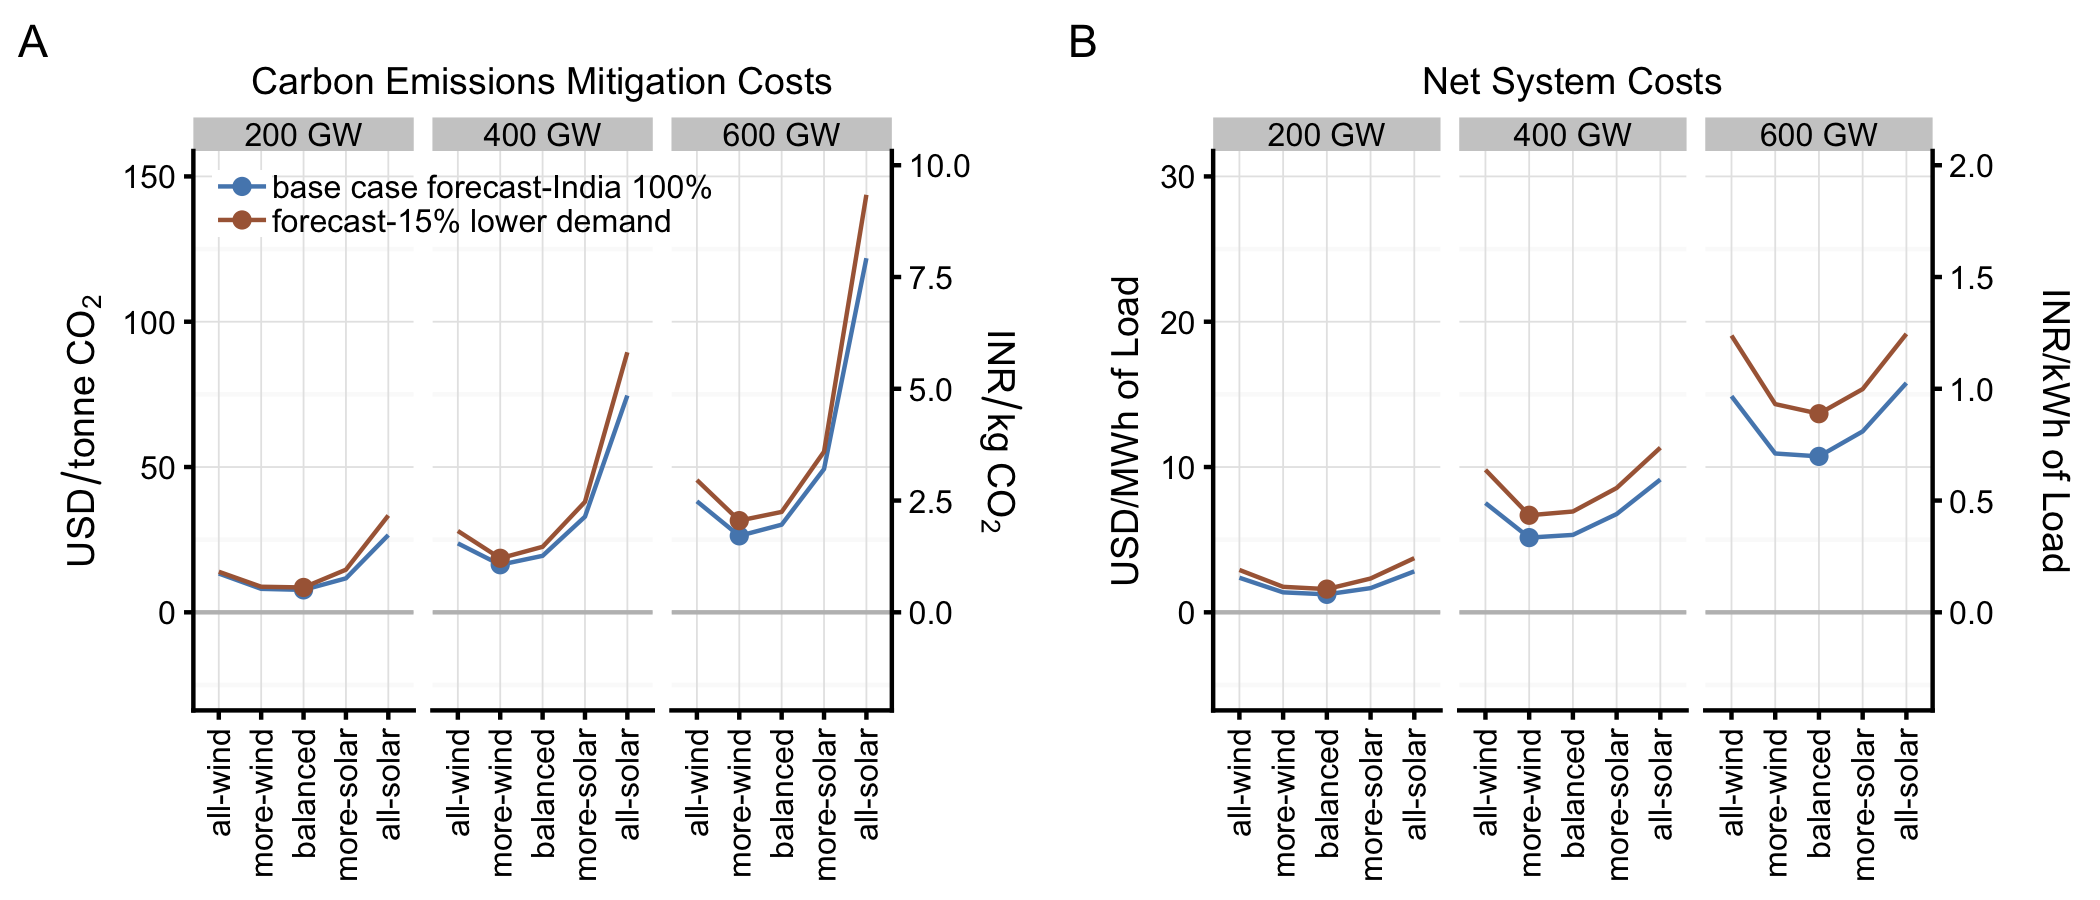 A
Carbon Emissions Mitigation Costs
200 GW
400 GW
600 GW
base case forecast-India 100%
forecast-15% lower demand
USD/tonne CO₂
150
100
50
0
10.0
7.5
5.0
2.5
0.0
INR/kg CO₂
all-wind
more-wind
balanced
more-solar
all-solar
all-wind
more-wind
balanced
more-solar
all-solar
all-wind
more-wind
balanced
more-solar
all-solar
B
Net System Costs
200 GW
400 GW
600 GW
USD/MWh of Load
30
20
10
0
2.0
1.5
1.0
0.5
0.0
INR/kWh of Load
all-wind
more-wind
balanced
more-solar
all-solar
all-wind
more-wind
balanced
more-solar
all-solar
all-wind
more-wind
balanced
more-solar
all-solar